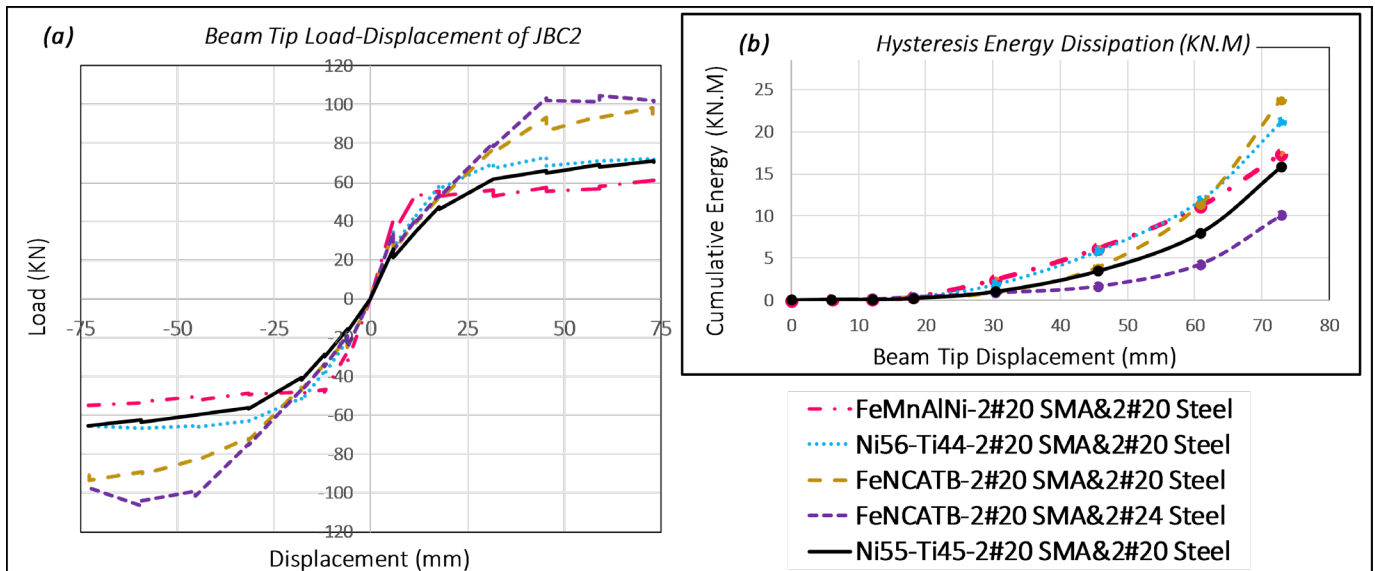 (a) Beam Tip Load-Displacement of JBC2
120
100
80
60
40
20
0
-20
-40
-60
-80
-100
-120
-75 -50 -25 0 25 50 75
Load (KN)
Displacement (mm)
(b) Hysteresis Energy Dissipation (KN.M)
25
20
15
10
5
0
0 10 20 30 40 50 60 70 80
Cumulative Energy (KN.M)
Beam Tip Displacement (mm)
FeMnAlNi-2#20 SMA&2#20 Steel
Ni56-Ti44-2#20 SMA&2#20 Steel
FeNCATB-2#20 SMA&2#20 Steel
FeNCATB-2#20 SMA&2#24 Steel
Ni55-Ti45-2#20 SMA&2#20 Steel